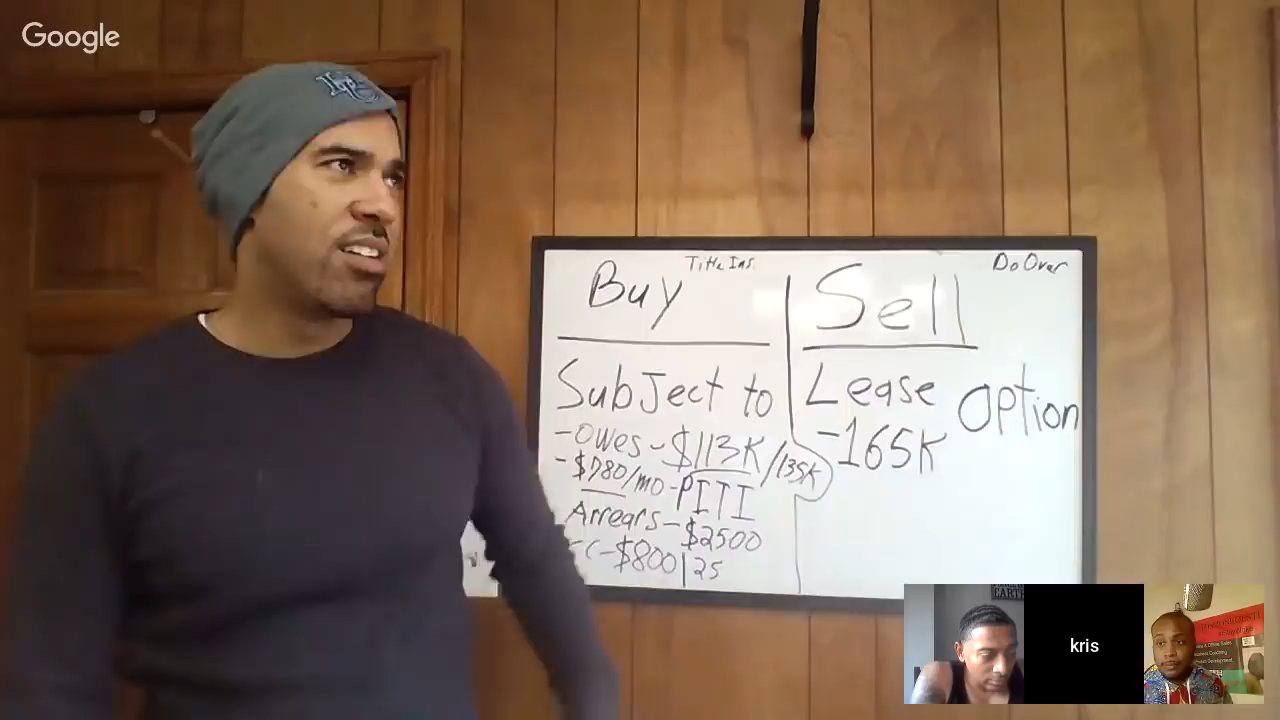 Google
Title Ins.
Do Over
Buy
Sell
Subject to
Lease Option
-Owes-$113K/135K
-165K
-$780/mo-PITI
Arrears-$2500
-$800|25
EARTH
kris